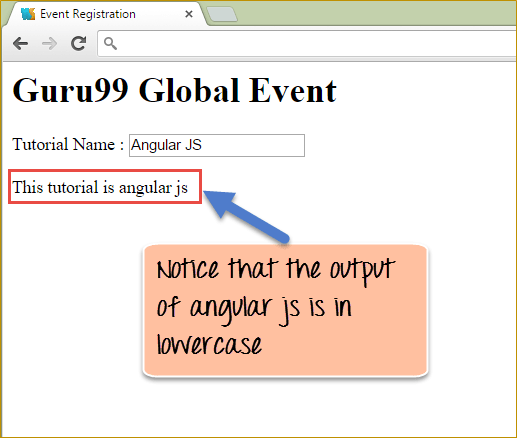 Event Registration
Guru99 Global Event
Tutorial Name : Angular JS
This tutorial is angular js
Notice that the output
of angular js is in
lowercase